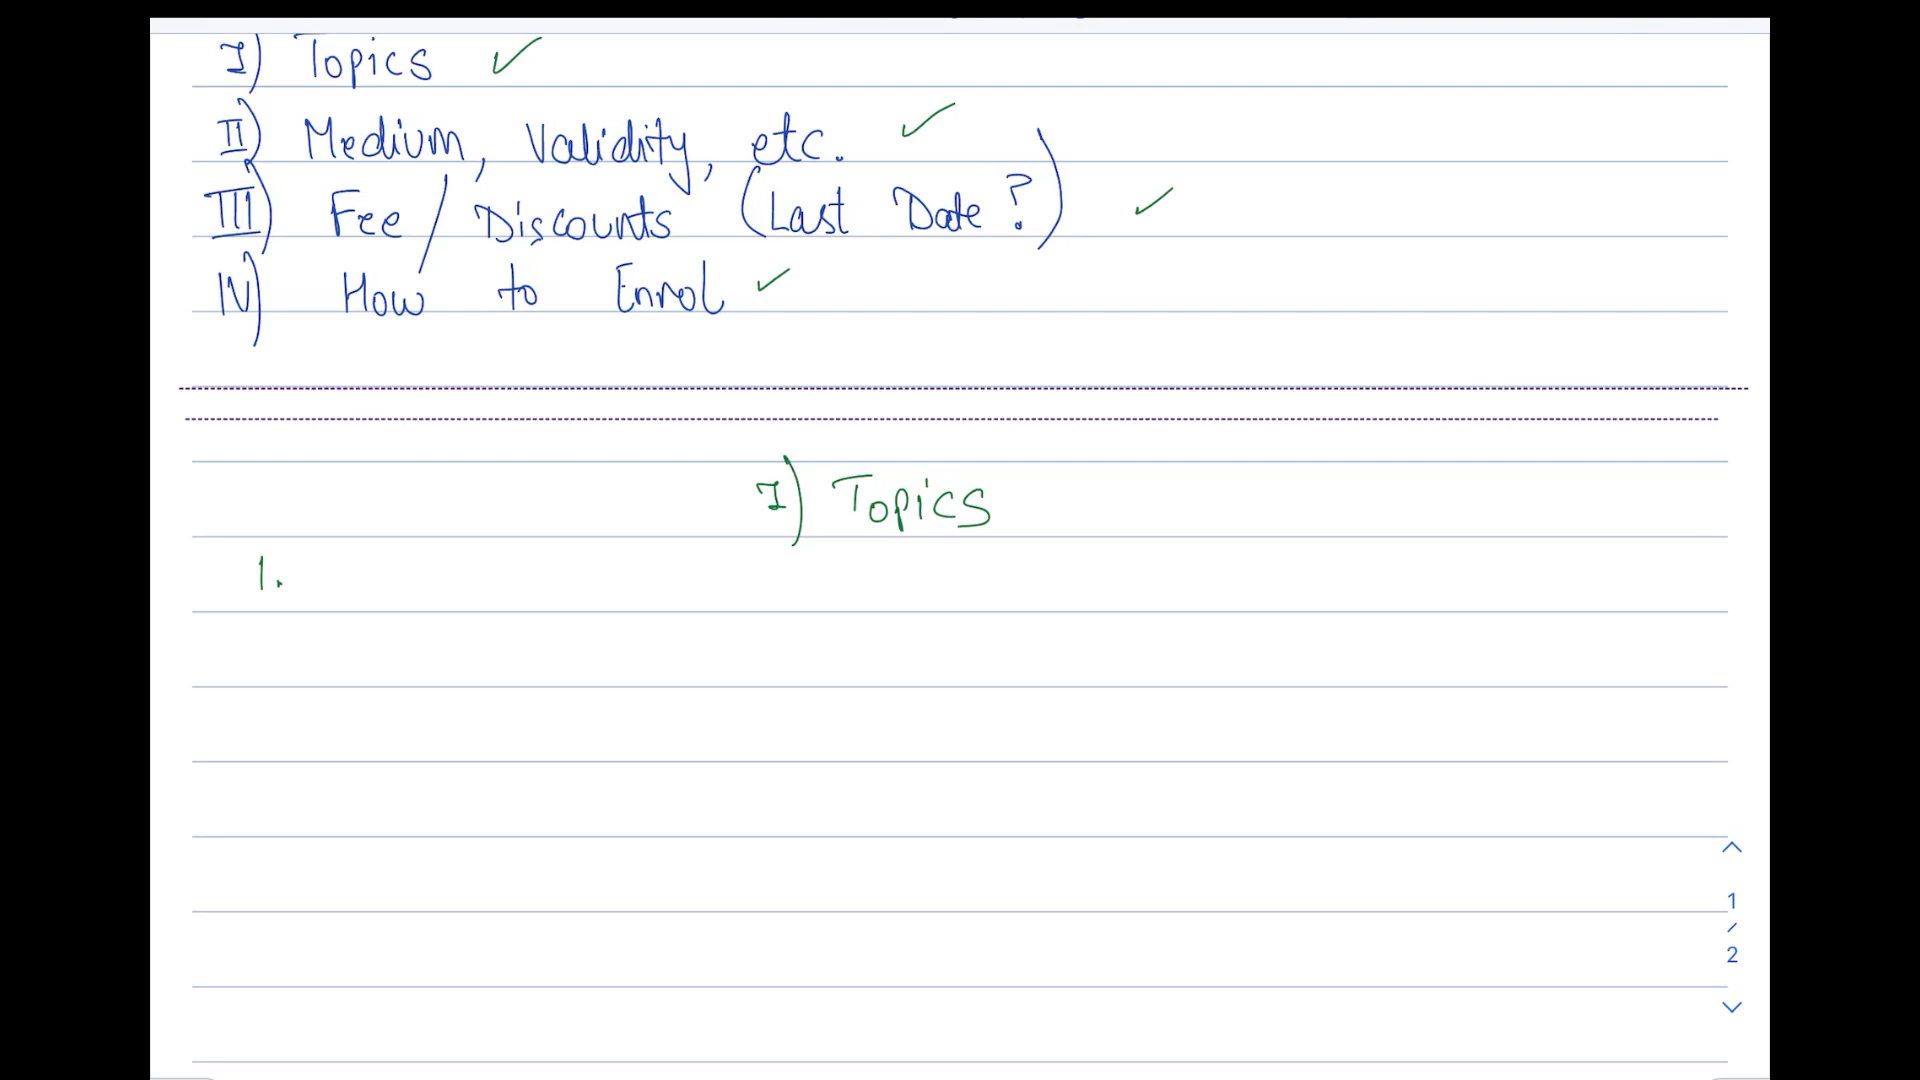 I) Topics ✓
II) Medium, Validity, etc. ✓
III) Fee / Discounts (Last Date?) ✓
IV) How to Enrol ✓
I) Topics
1.
1
/
2